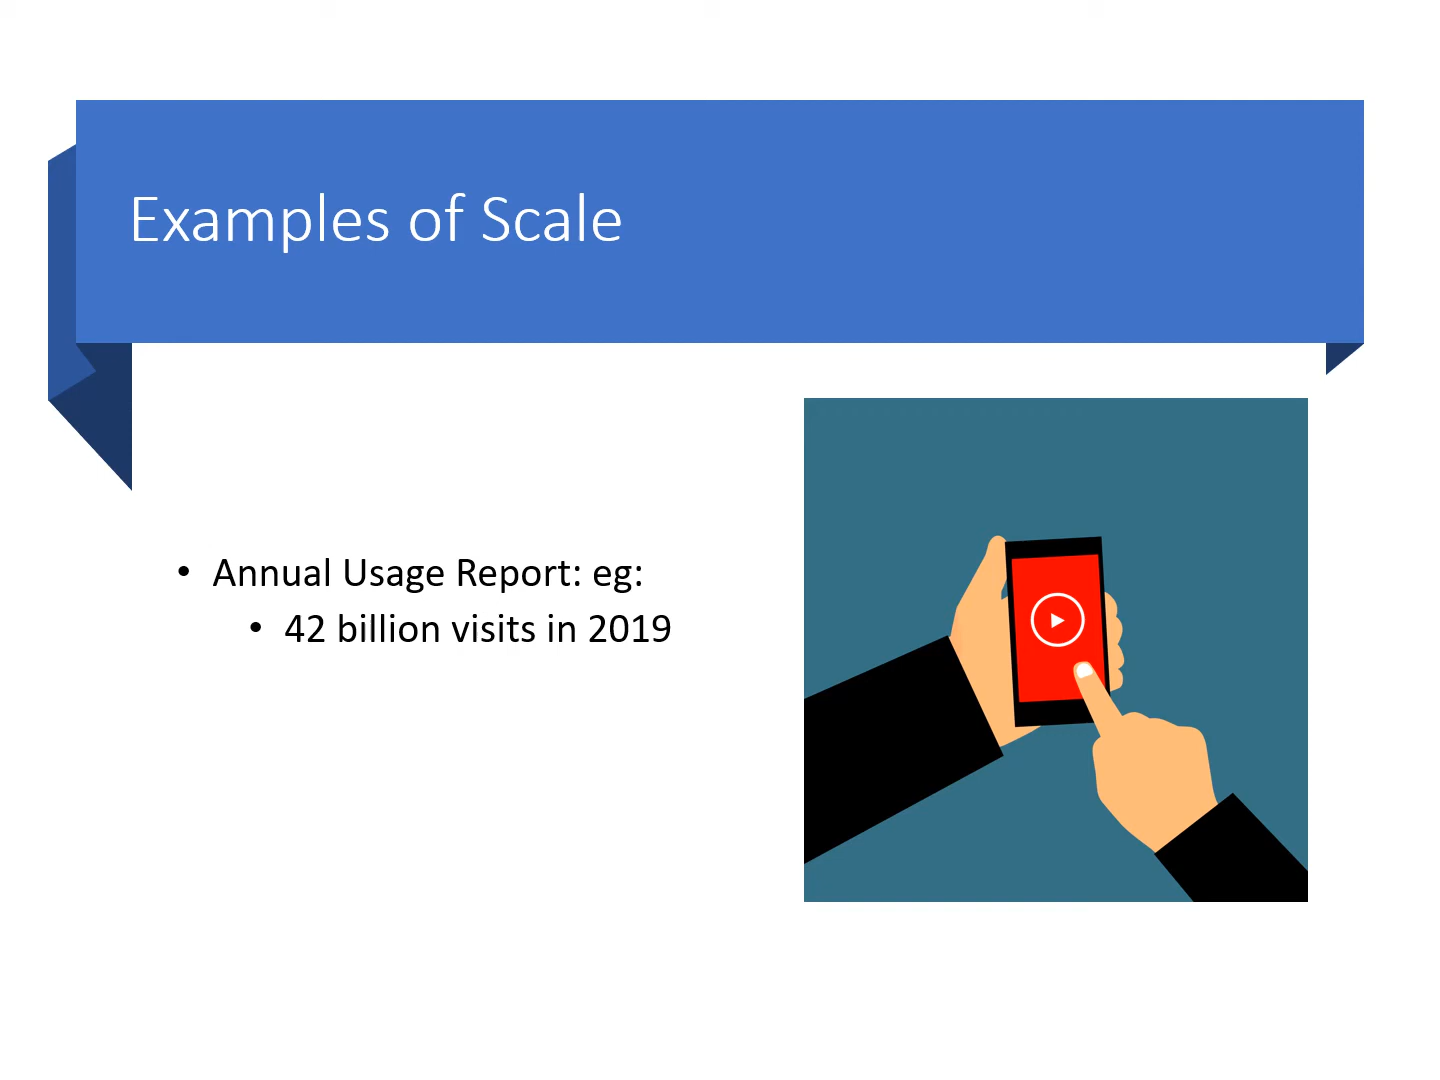 Examples of Scale
• Annual Usage Report: eg:
• 42 billion visits in 2019